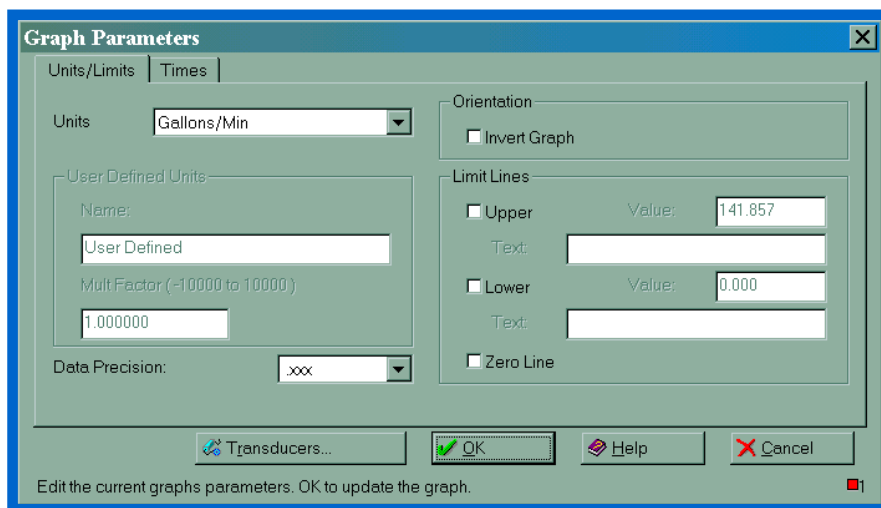 Graph Parameters
Units/Limits
Times
Units
Gallons/Min
User Defined Units
Name:
User Defined
Mult Factor ( -10000 to 10000 )
1.000000
Data Precision:
.xxx
Orientation
Invert Graph
Limit Lines
Upper
Value:
141.857
Text:
Lower
Value:
0.000
Text:
Zero Line
Transducers...
OK
Help
Cancel
Edit the current graphs parameters. OK to update the graph.
1